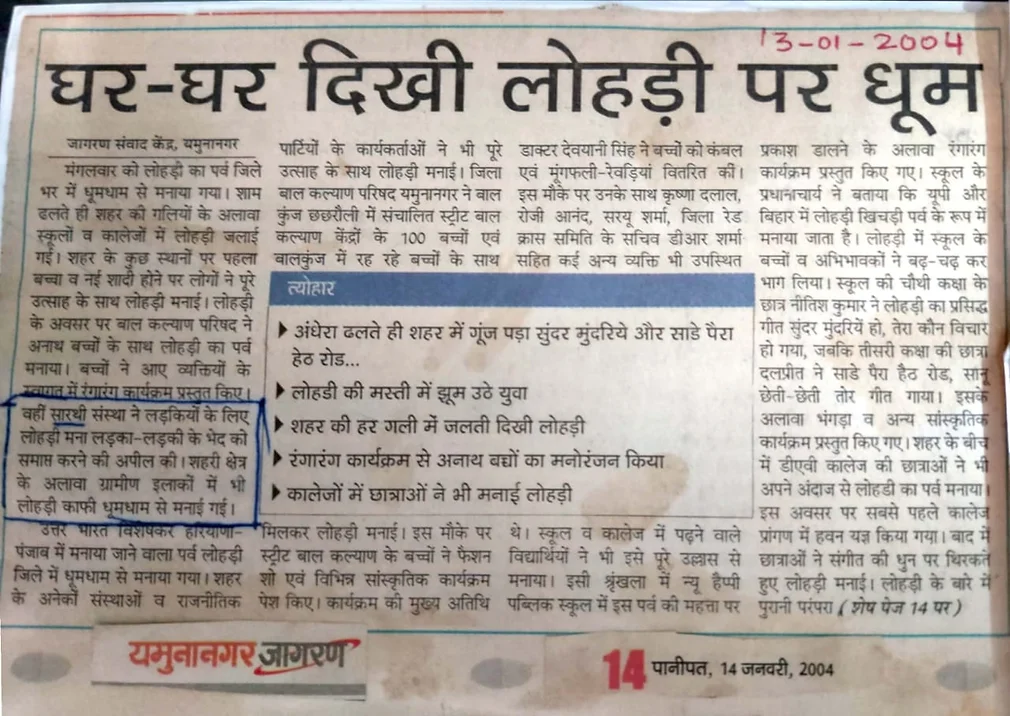 13-01-2004
घर-घर दिखी लोहड़ी पर धूम
जागरण संवाद केंद्र, यमुनानगर
मंगलवार को लोहड़ी का पर्व जिले
भर में धूमधाम से मनाया गया। शाम
ढलते ही शहर की गलियों के अलावा
स्कूलों व कालेजों में लोहड़ी जलाई
गई। शहर के कुछ स्थानों पर पहला
बच्चा व नई शादी होने पर लोगों ने पूरे
उत्साह के साथ लोहड़ी मनाई। लोहड़ी
के अवसर पर बाल कल्याण परिषद ने
अनाथ बच्चों के साथ लोहड़ी का पर्व
मनाया। बच्चों ने आए व्यक्तियों के
स्वागत में रंगारंग कार्यक्रम प्रस्तुत किए।
वहीं सारथी संस्था ने लड़कियों के लिए
लोहड़ी मना लड़का-लड़की के भेद को
समाप्त करने की अपील की। शहरी क्षेत्र
के अलावा ग्रामीण इलाकों में भी
लोहड़ी काफी धूमधाम से मनाई गई।
उत्तर भारत विशेषकर हरियाणा-
पंजाब में मनाया जाने वाला पर्व लोहड़ी
जिले में धूमधाम से मनाया गया। शहर
के अनेकों संस्थाओं व राजनीतिक
पार्टियों के कार्यकर्ताओं ने भी पूरे
उत्साह के साथ लोहड़ी मनाई। जिला
बाल कल्याण परिषद यमुनानगर ने बाल
कुंज छछरौली में संचालित स्ट्रीट बाल
कल्याण केंद्रों के 100 बच्चों एवं
बालकुंज में रह रहे बच्चों के साथ
मिलकर लोहड़ी मनाई। इस मौके पर
स्ट्रीट बाल कल्याण के बच्चों ने फैशन
शो एवं विभिन्न सांस्कृतिक कार्यक्रम
पेश किए। कार्यक्रम की मुख्य अतिथि
डाक्टर देवयानी सिंह ने बच्चों को कंबल
एवं मूंगफली-रेवड़ियां वितरित की।
इस मौके पर उनके साथ कृष्णा दलाल,
रोजी आनंद, सरयू शर्मा, जिला रेड
क्रास समिति के सचिव डीआर शर्मा
सहित कई अन्य व्यक्ति भी उपस्थित
थे। स्कूल व कालेज में पढ़ने वाले
विद्यार्थियों ने भी इसे पूरे उल्लास से
मनाया। इसी श्रृंखला में न्यू हैप्पी
पब्लिक स्कूल में इस पर्व की महत्ता पर
प्रकाश डालने के अलावा रंगारंग
कार्यक्रम प्रस्तुत किए गए। स्कूल के
प्रधानाचार्य ने बताया कि यूपी और
बिहार में लोहड़ी खिचड़ी पर्व के रूप में
मनाया जाता है। लोहड़ी में स्कूल के
बच्चों व अभिभावकों ने बढ़-चढ़ कर
भाग लिया। स्कूल की चौथी कक्षा के
छात्र नीतिश कुमार ने लोहड़ी का प्रसिद्ध
गीत सुंदर मुंदरियें हो, तेरा कौन विचार
हो गया, जबकि तीसरी कक्षा की छात्रा
दलप्रीत ने साडे पैरा हैठ रोड, सानू
छेती-छेती तोर गीत गाया। इसके
अलावा भंगड़ा व अन्य सांस्कृतिक
कार्यक्रम प्रस्तुत किए गए। शहर के बीच
में डीएवी कालेज की छात्राओं ने भी
अपने अंदाज से लोहड़ी का पर्व मनाया।
इस अवसर पर सबसे पहले कालेज
प्रांगण में हवन यज्ञ किया गया। बाद में
छात्राओं ने संगीत की धुन पर थिरकते
हुए लोहड़ी मनाई। लोहड़ी के बारे में
पुरानी परंपरा (शेष पेज 14 पर)
त्योहार
अंधेरा ढलते ही शहर में गूंज पड़ा सुंदर मुंदरिये और साडे पैरा
हेठ रोड...
लोहडी की मस्ती में झूम उठे युवा
शहर की हर गली में जलती दिखी लोहड़ी
रंगारंग कार्यक्रम से अनाथ बच्चों का मनोरंजन किया
कालेजों में छात्राओं ने भी मनाई लोहड़ी
यमुनानगर जागरण
14 पानीपत, 14 जनवरी, 2004